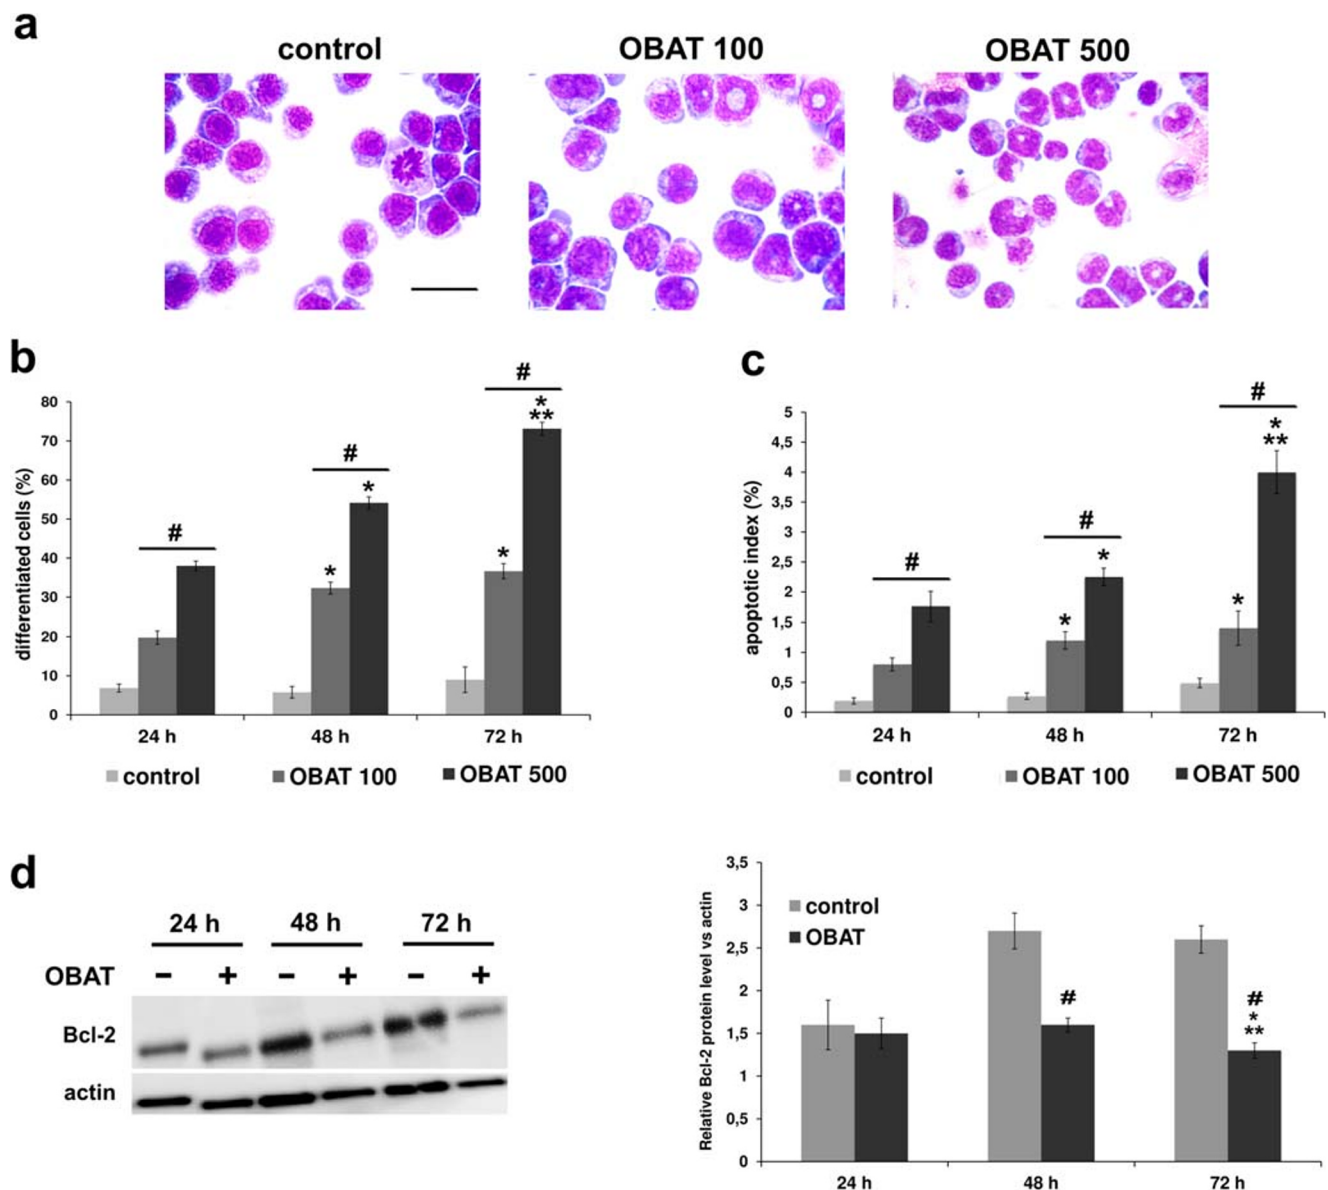 a
control OBAT 100 OBAT 500
b
differentiated cells (%)
80
70
60
50
40
30
20
10
0
#
#
#
*
*
*
*
**
24 h 48 h 72 h
control OBAT 100 OBAT 500
c
apoptotic index (%)
5
4,5
4
3,5
3
2,5
2
1,5
1
0,5
0
#
#
#
*
*
*
*
**
24 h 48 h 72 h
control OBAT 100 OBAT 500
d
24 h 48 h 72 h
OBAT − + − + − +
Bcl-2
actin
Relative Bcl-2 protein level vs actin
3,5
3
2,5
2
1,5
1
0,5
0
control
OBAT
#
#
*
**
24 h 48 h 72 h